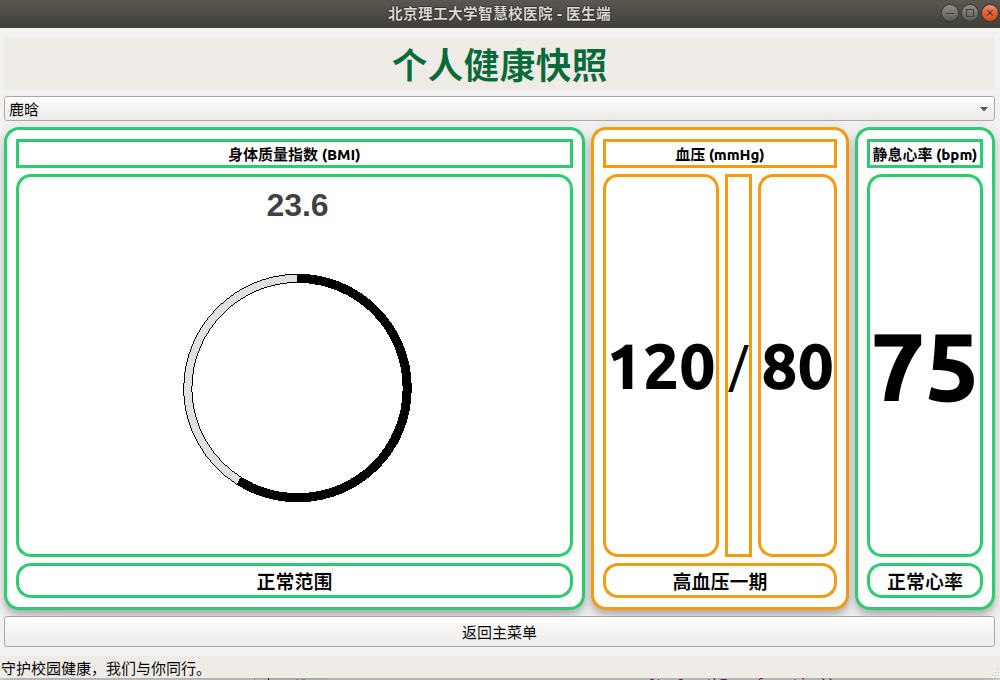 北京理工大学智慧校医院 - 医生端
个人健康快照
鹿晗
身体质量指数 (BMI)
23.6
正常范围
血压 (mmHg)
120 / 80
高血压一期
静息心率 (bpm)
75
正常心率
返回主菜单
守护校园健康，我们与你同行。